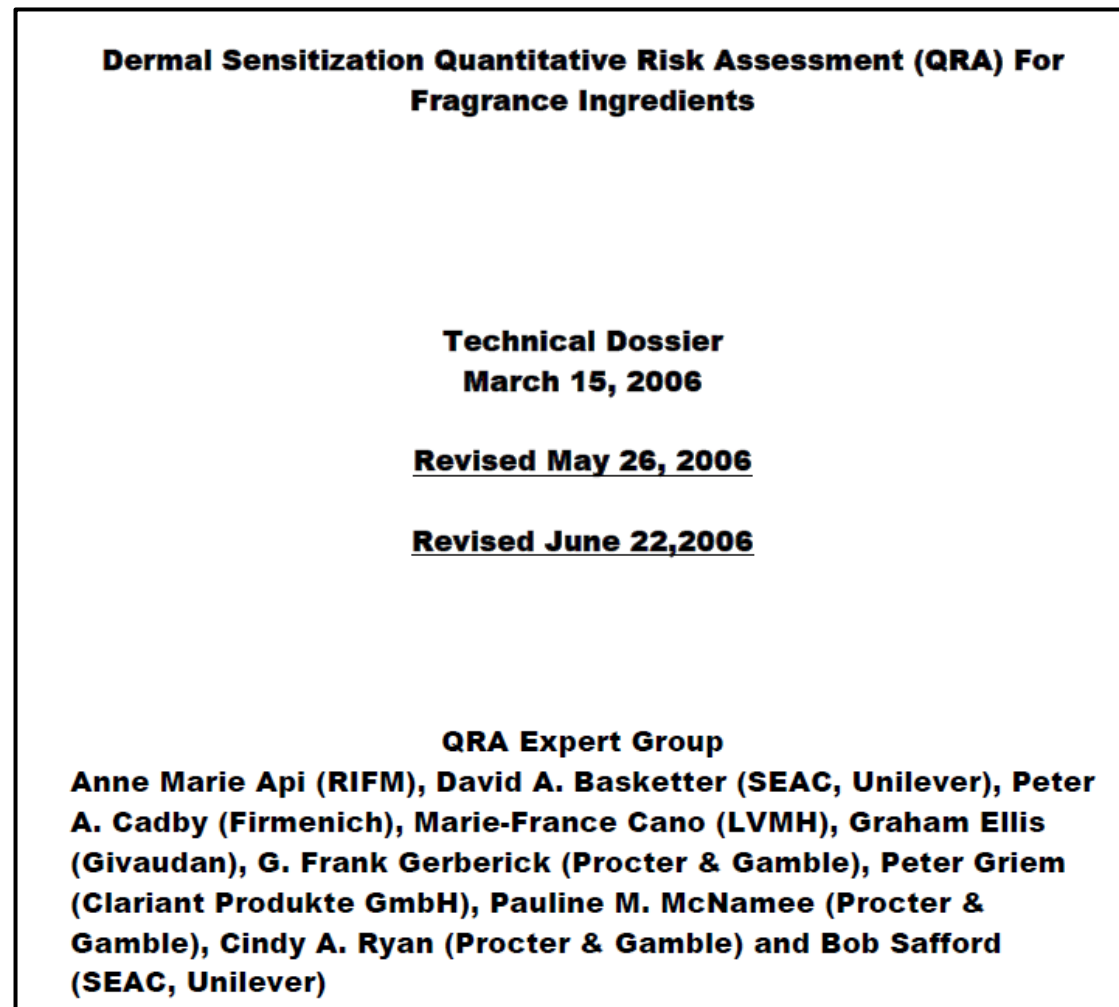 Dermal Sensitization Quantitative Risk Assessment (QRA) For
Fragrance Ingredients
Technical Dossier
March 15, 2006
Revised May 26, 2006
Revised June 22,2006
QRA Expert Group
Anne Marie Api (RIFM), David A. Basketter (SEAC, Unilever), Peter
A. Cadby (Firmenich), Marie-France Cano (LVMH), Graham Ellis
(Givaudan), G. Frank Gerberick (Procter & Gamble), Peter Griem
(Clariant Produkte GmbH), Pauline M. McNamee (Procter &
Gamble), Cindy A. Ryan (Procter & Gamble) and Bob Safford
(SEAC, Unilever)